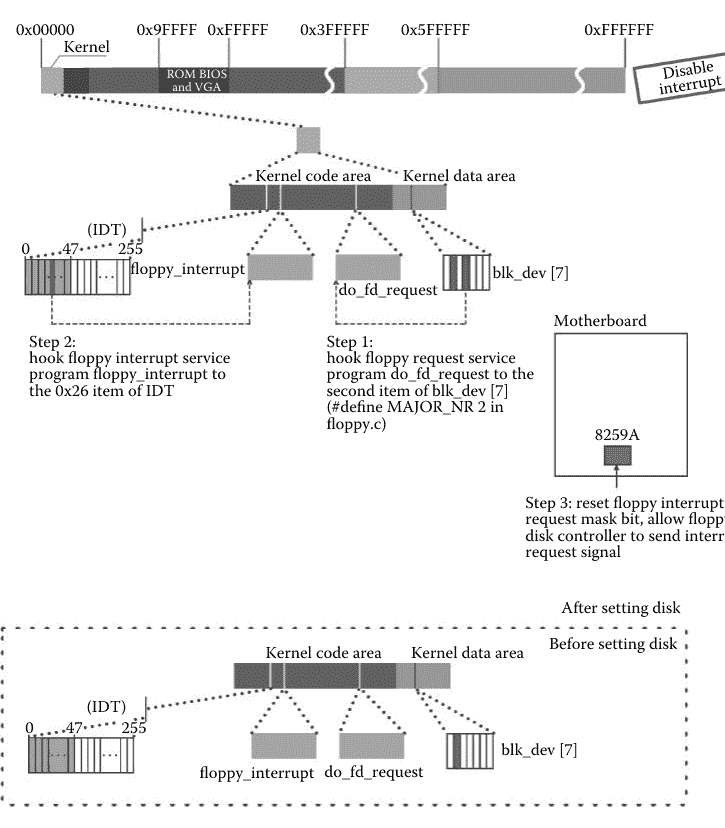 0x00000 0x9FFFF 0xFFFFF 0x3FFFFF 0x5FFFFF 0xFFFFFF
Kernel
ROM BIOS
and VGA
Disable
interrupt
Kernel code area Kernel data area
(IDT)
0 47 255
...
...
floppy_interrupt
do_fd_request
blk_dev [7]
Step 2:
hook floppy interrupt service
program floppy_interrupt to
the 0x26 item of IDT
Step 1:
hook floppy request service
program do_fd_request to the
second item of blk_dev [7]
(#define MAJOR_NR 2 in
floppy.c)
Motherboard
8259A
Step 3: reset floppy interrupt
request mask bit, allow flopp
disk controller to send interr
request signal
After setting disk
Before setting disk
Kernel code area Kernel data area
(IDT)
0 47 255
...
...
floppy_interrupt do_fd_request
blk_dev [7]